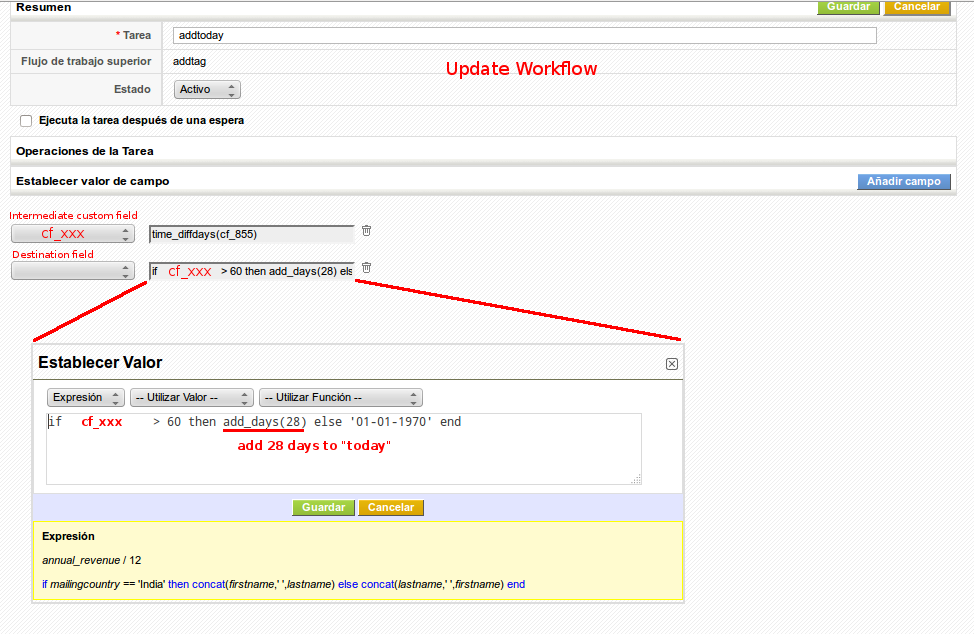 Resumen Guardar Cancelar
* Tarea addtoday
Flujo de trabajo superior addtag
Update Workflow
Estado Activo
Ejecuta la tarea después de una espera
Operaciones de la Tarea
Establecer valor de campo Añadir campo
Intermediate custom field
cf_xxx time_diffdays(cf_855)
Destination field
if cf_xxx > 60 then add_days(28) els
Establecer Valor
Expresión -- Utilizar Valor -- -- Utilizar Función --
if cf_xxx > 60 then add_days(28) else '01-01-1970' end
add 28 days to "today"
Guardar Cancelar
Expresión
annual_revenue / 12
if mailingcountry == 'India' then concat(firstname,' ',lastname) else concat(lastname,' ',firstname) end